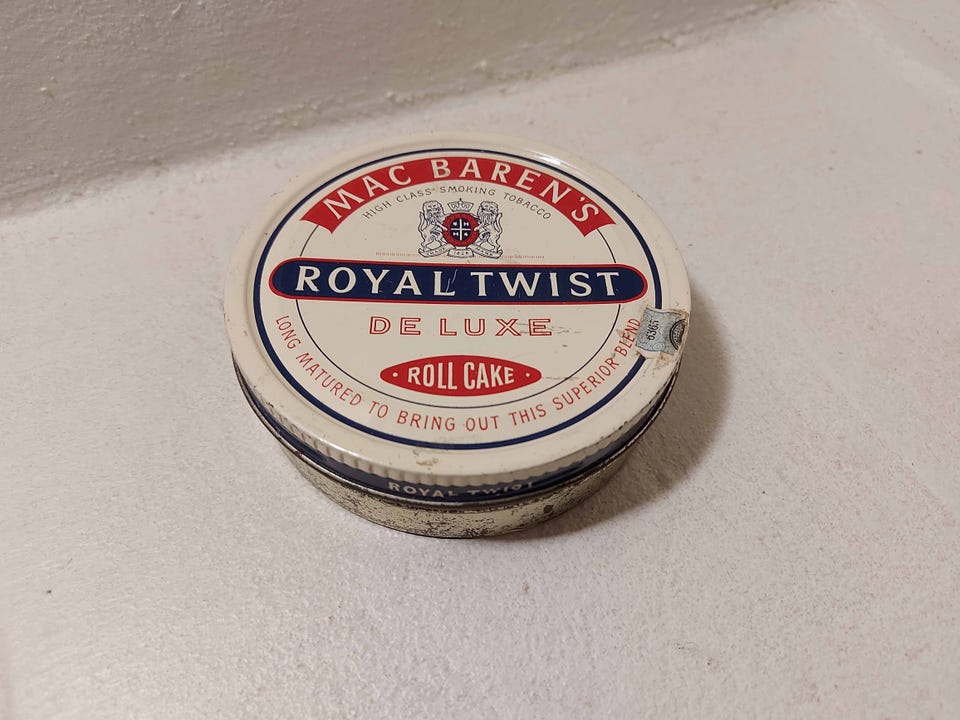 MAC BAREN'S
HIGH CLASS SMOKING TOBACCO
ROYAL TWIST
DE LUXE
ROLL CAKE
LONG MATURED TO BRING OUT THIS SUPERIOR BLEND
ROYAL TWIST